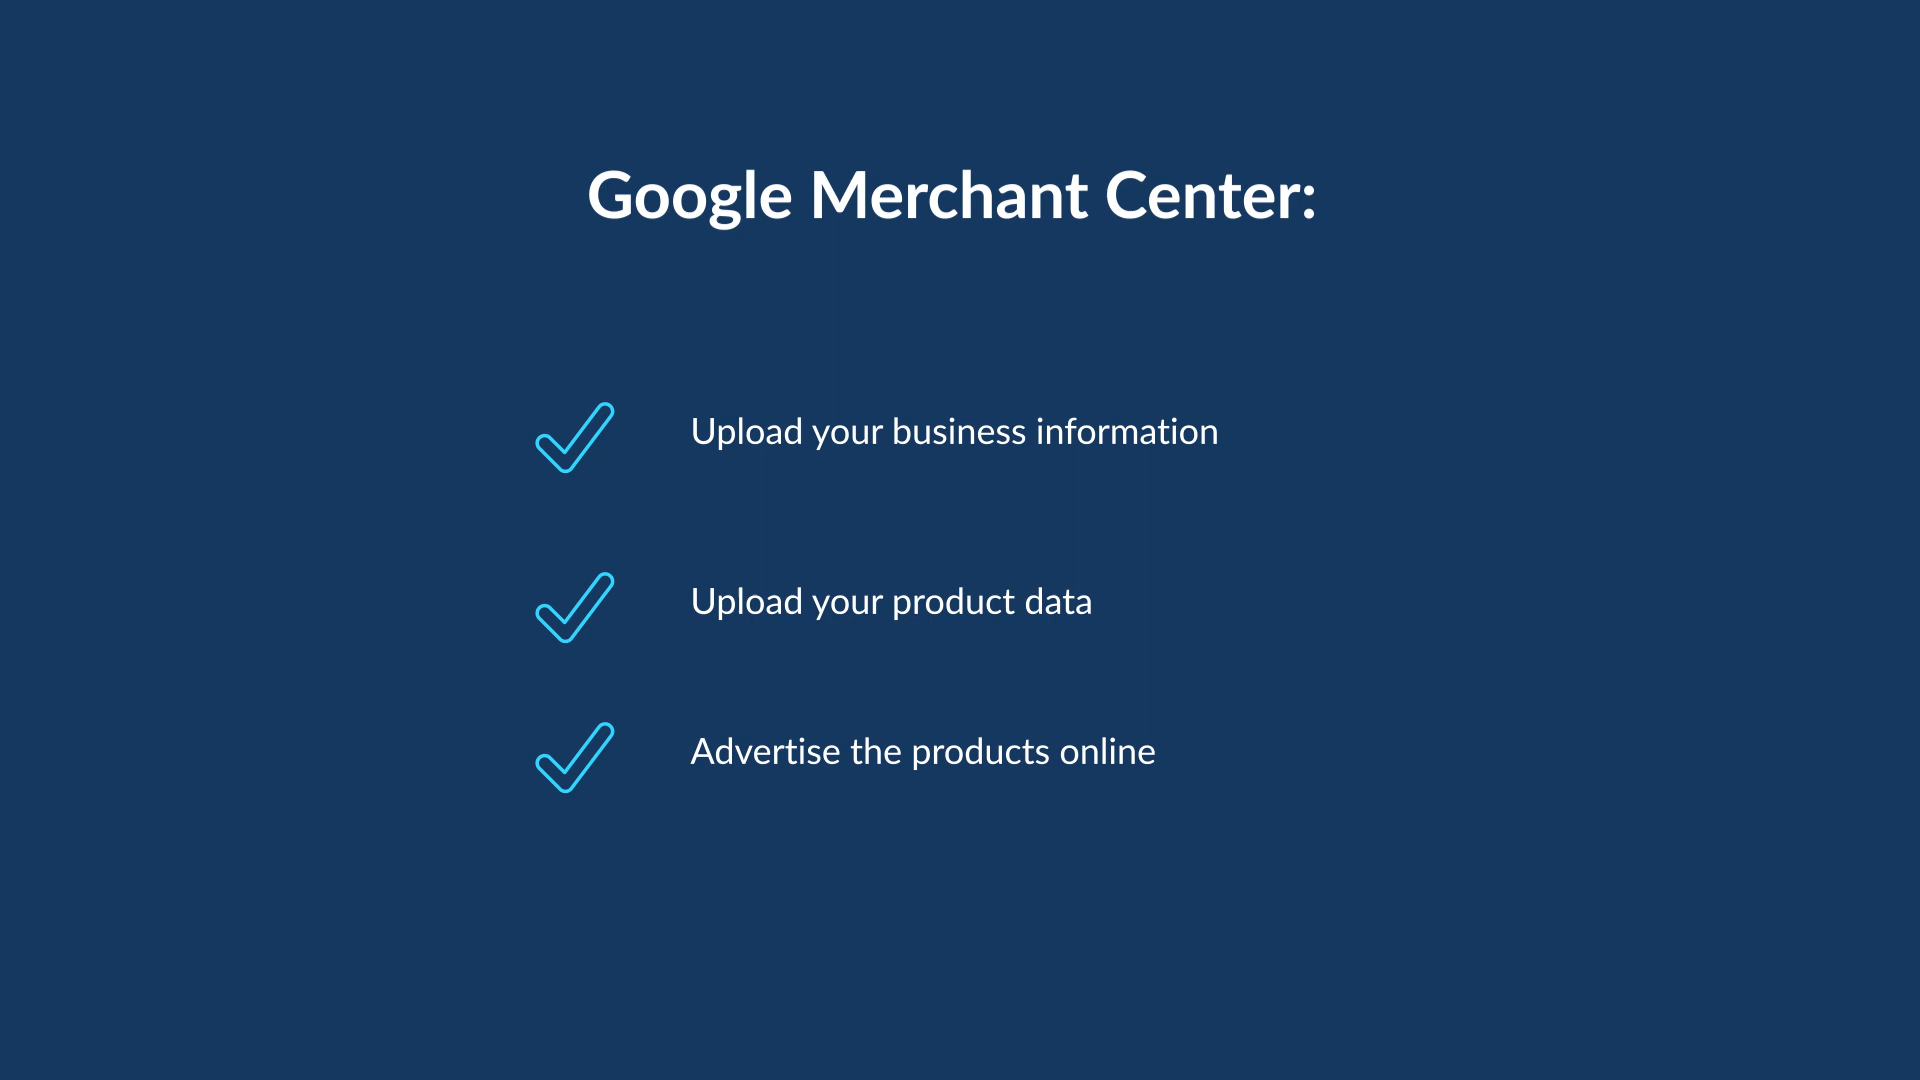 Google Merchant Center:
Upload your business information
Upload your product data
Advertise the products online